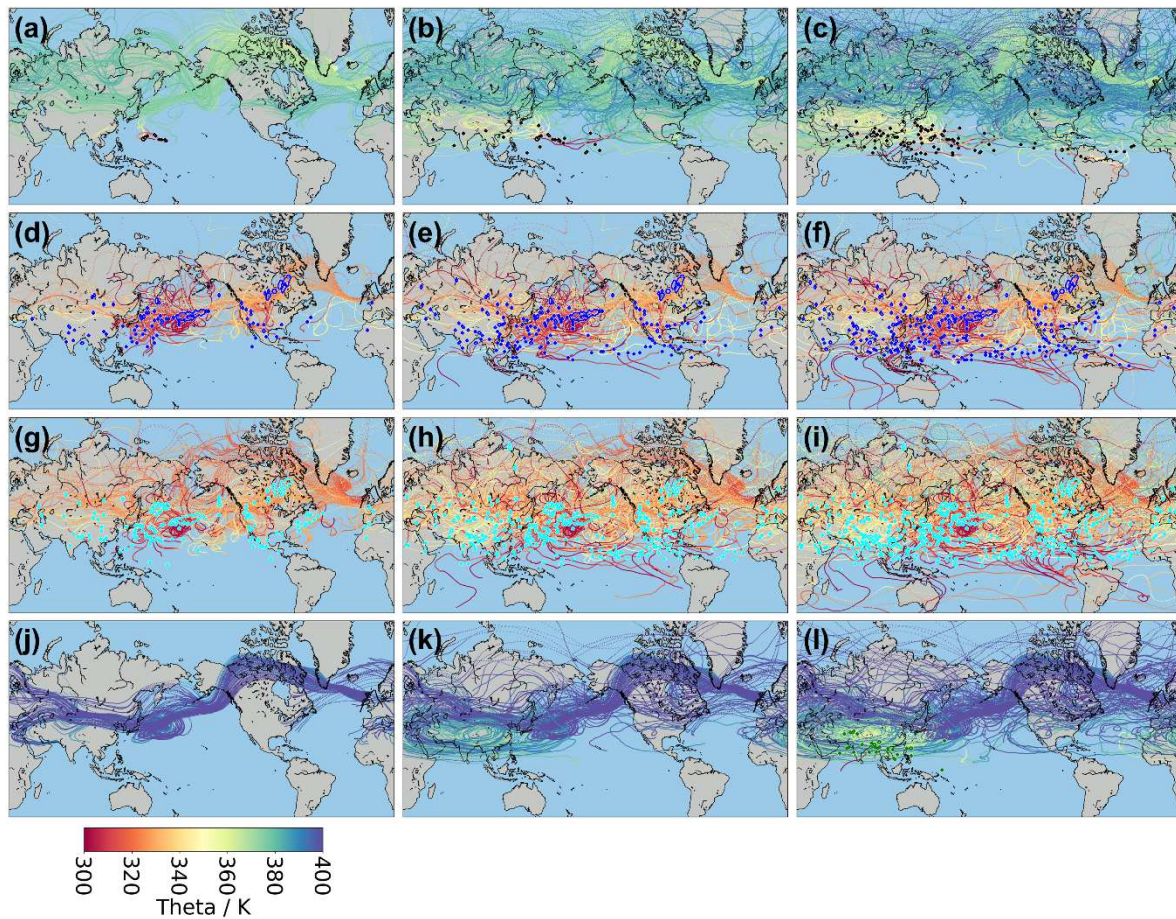 (a) (b) (c)
(d) (e) (f)
(g) (h) (i)
(j) (k) (l)
300 320 340 360 380 400
Theta / K